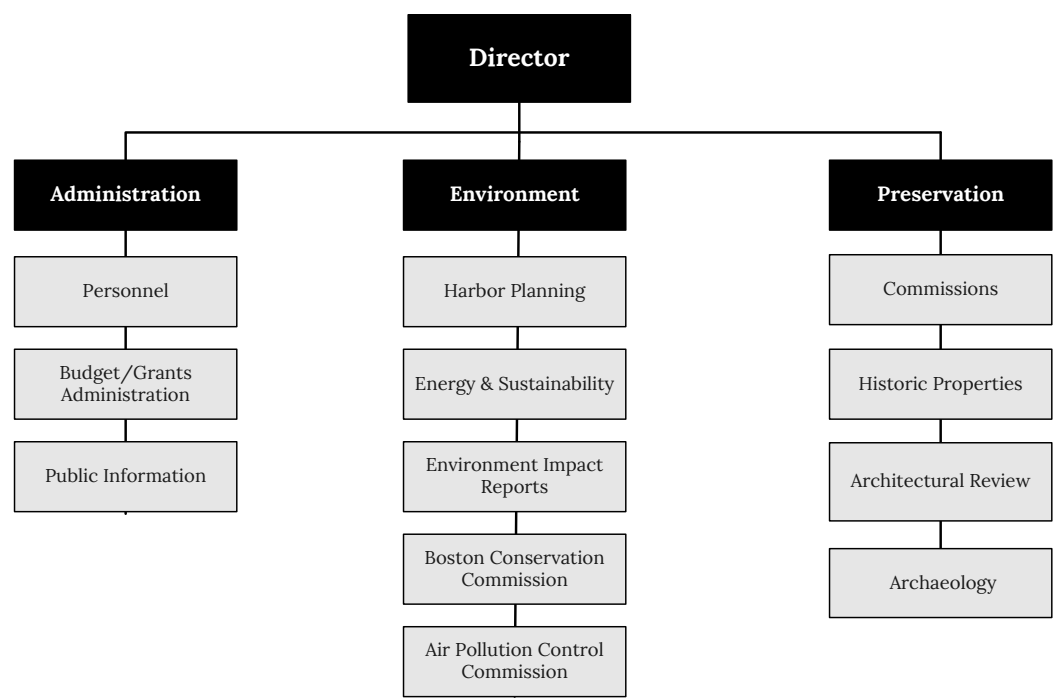 Director
Administration
Environment
Preservation
Personnel
Budget/Grants
Administration
Public Information
Harbor Planning
Energy & Sustainability
Environment Impact
Reports
Boston Conservation
Commission
Air Pollution Control
Commission
Commissions
Historic Properties
Architectural Review
Archaeology